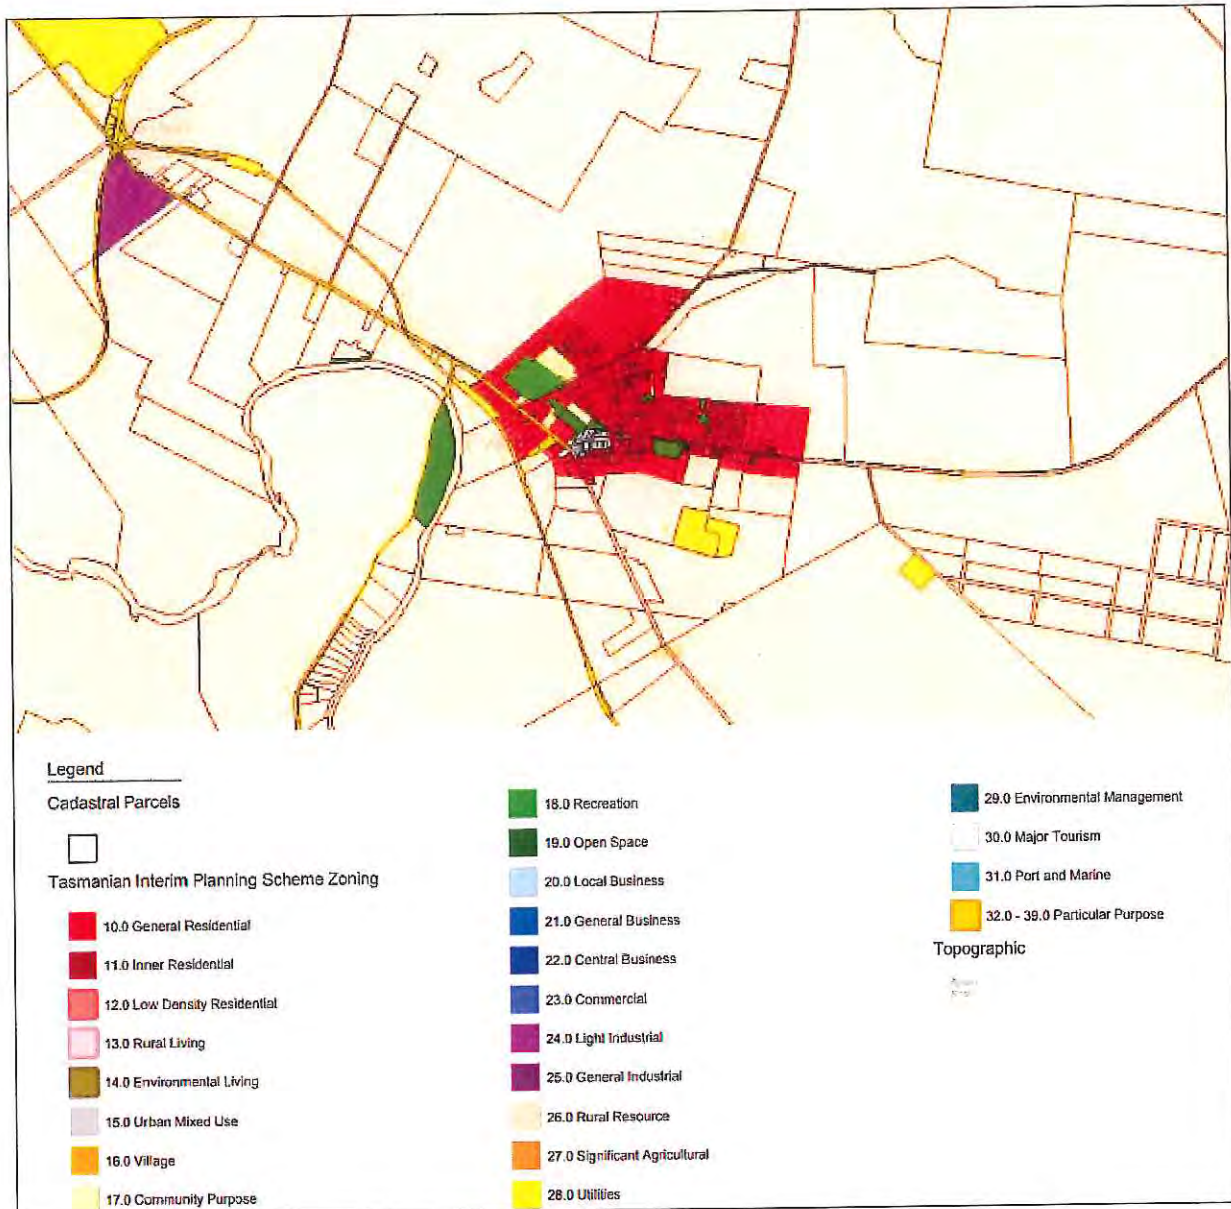 Legend
Cadastral Parcels
Tasmanian Interim Planning Scheme Zoning
10.0 General Residential
11.0 Inner Residential
12.0 Low Density Residential
13.0 Rural Living
14.0 Environmental Living
15.0 Urban Mixed Use
16.0 Village
17.0 Community Purpose
18.0 Recreation
19.0 Open Space
20.0 Local Business
21.0 General Business
22.0 Central Business
23.0 Commercial
24.0 Light Industrial
25.0 General Industrial
26.0 Rural Resource
27.0 Significant Agricultural
28.0 Utilities
29.0 Environmental Management
30.0 Major Tourism
31.0 Port and Marine
32.0 - 39.0 Particular Purpose
Topographic